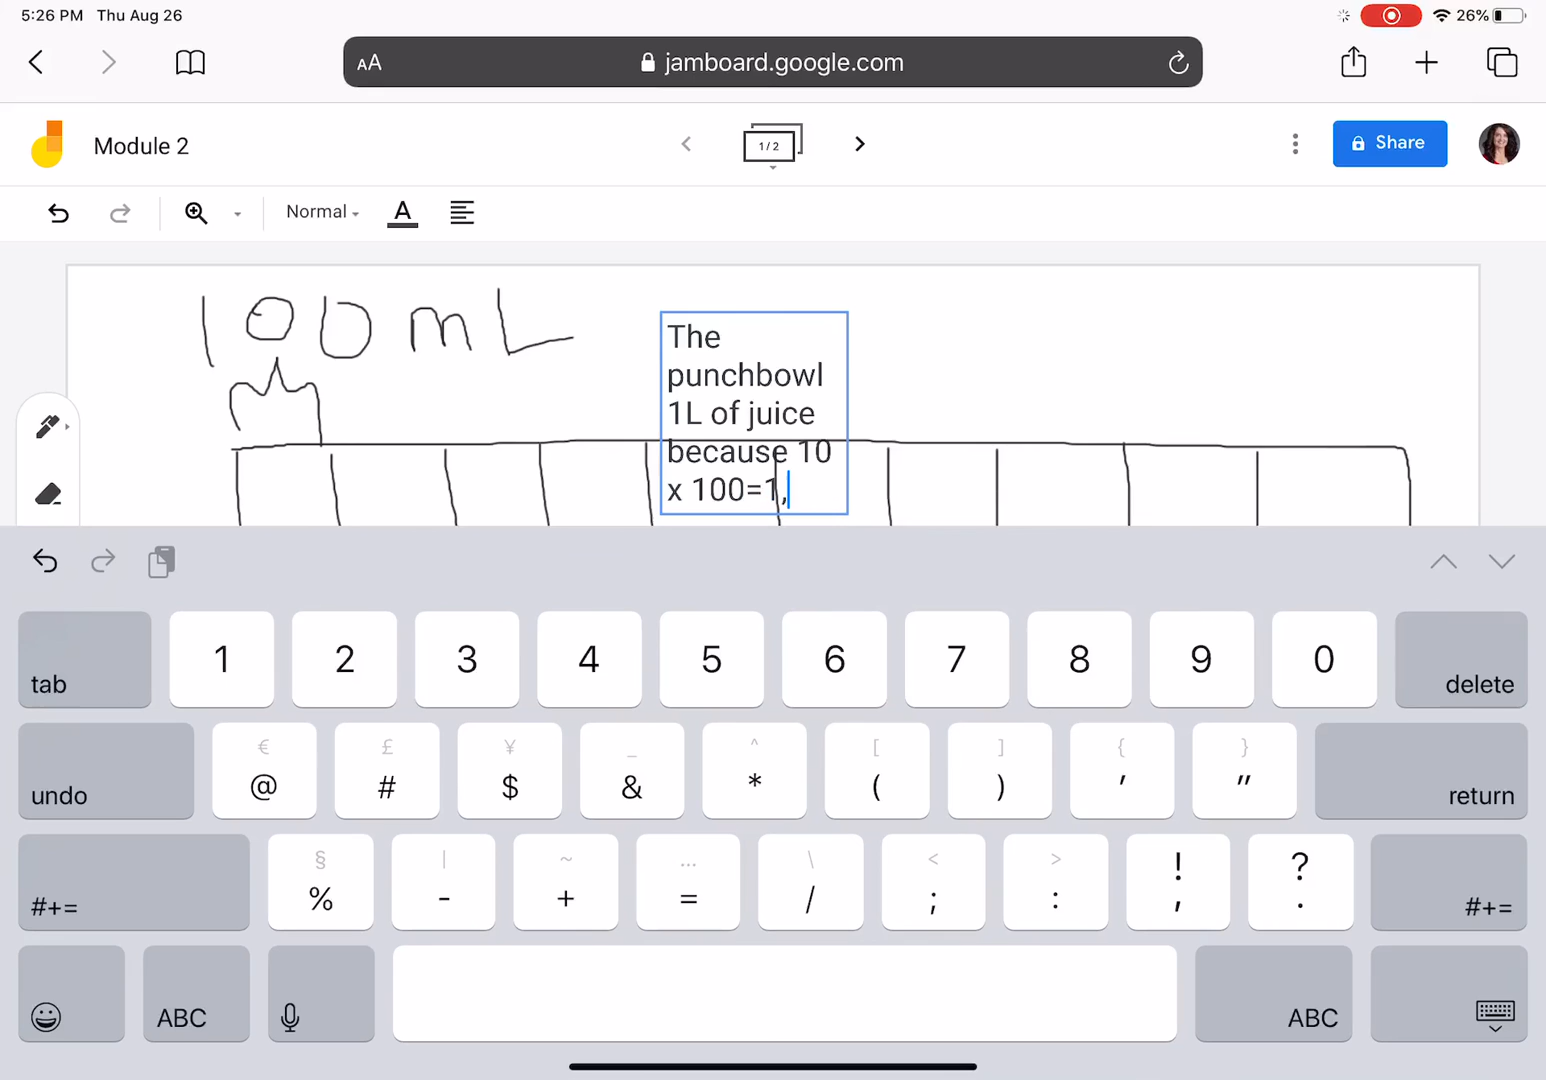 5:26 PM Thu Aug 26
26%
AA
jamboard.google.com
Module 2
1/2
Share
Normal
A
100 mL
The
punchbowl
1L of juice
because 10
x 100=1,
tab
1 2 3 4 5 6 7 8 9 0
delete
€ £ ¥ _ ^ [ ] { }
undo
@ # $ & * ( ) ' "
return
§ | ~ … \ < > ! ?
#+=
% - + = / ; : , .
#+=
ABC
ABC